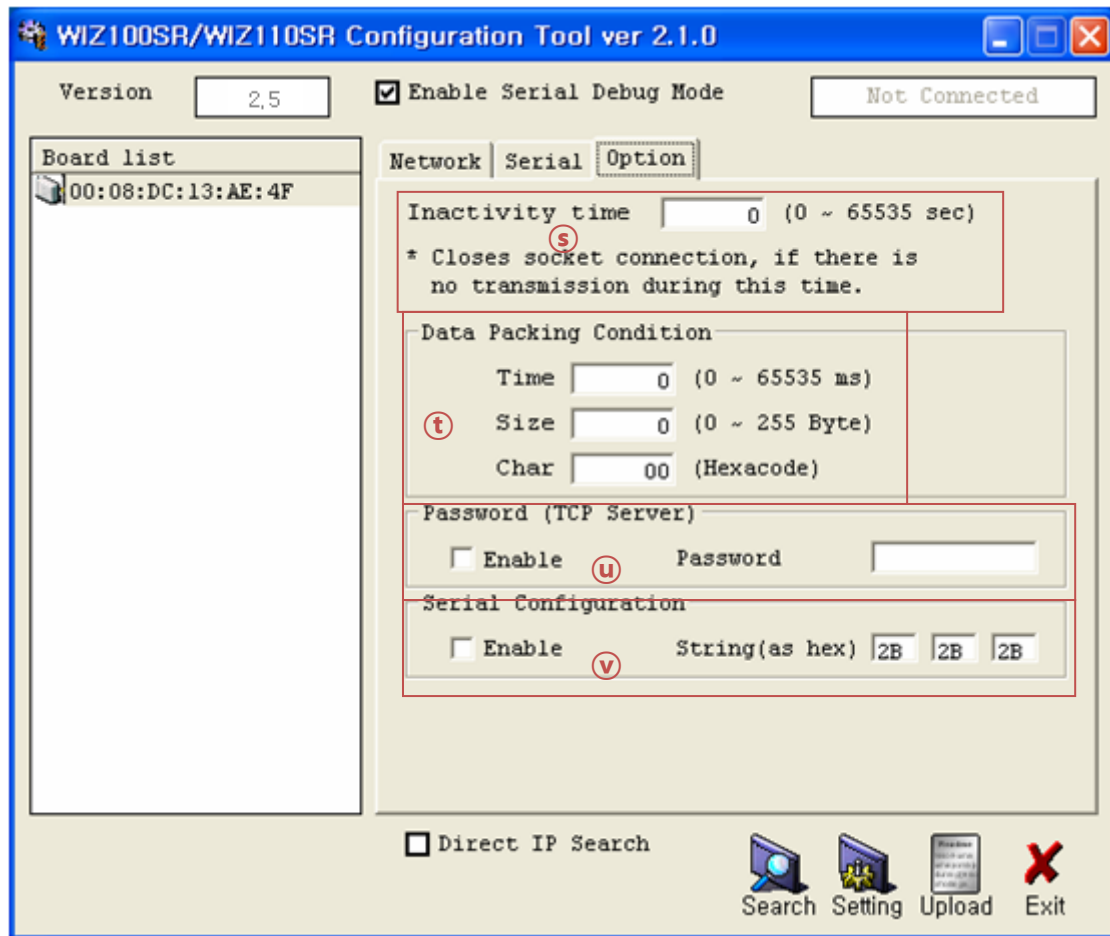 WIZ100SR/WIZ110SR Configuration Tool ver 2.1.0
Version 2,5 Enable Serial Debug Mode Not Connected
Board list
00:08:DC:13:AE:4F
Network Serial Option
Inactivity time 0 (0 ~ 65535 sec)
ⓢ
* Closes socket connection, if there is
no transmission during this time.
Data Packing Condition
Time 0 (0 ~ 65535 ms)
ⓣ Size 0 (0 ~ 255 Byte)
Char 00 (Hexacode)
Password (TCP Server)
Enable ⓤ Password
Serial Configuration
Enable ⓥ String(as hex) 2B 2B 2B
Direct IP Search
Search Setting Upload Exit